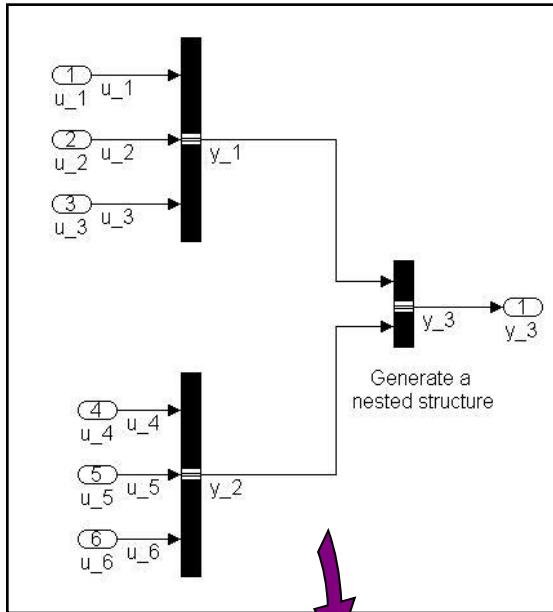 1
u_1 u_1
2
u_2 u_2
y_1
3
u_3 u_3
1
y_3 y_3
Generate a
nested structure
4
u_4 u_4
5
u_5 u_5
y_2
6
u_6 u_6